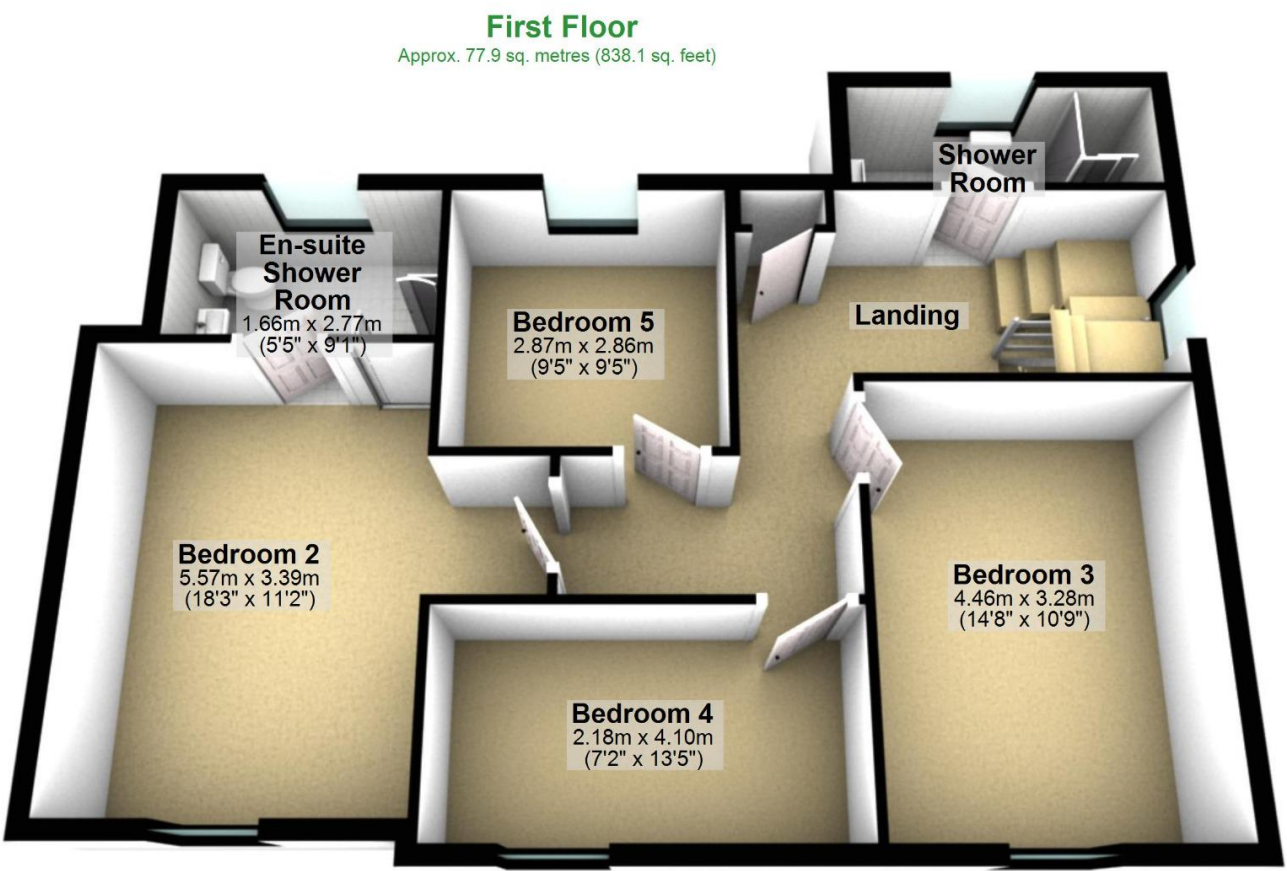 First Floor
Approx. 77.9 sq. metres (838.1 sq. feet)
Shower
Room
En-suite
Shower
Room
1.66m x 2.77m
(5'5" x 9'1")
Bedroom 5
2.87m x 2.86m
(9'5" x 9'5")
Landing
Bedroom 2
5.57m x 3.39m
(18'3" x 11'2")
Bedroom 3
4.46m x 3.28m
(14'8" x 10'9")
Bedroom 4
2.18m x 4.10m
(7'2" x 13'5")